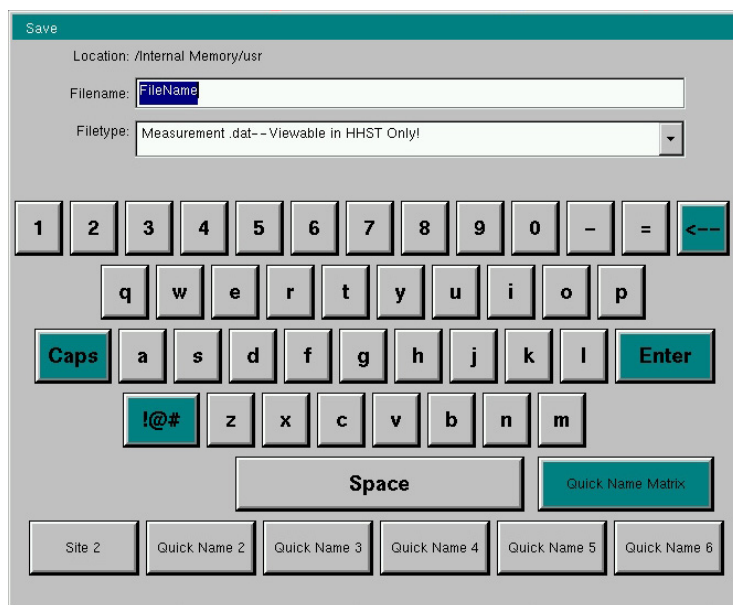 Save
Location: /Internal Memory/usr
Filename: FileName
Filetype: Measurement .dat--Viewable in HHST Only!
1 2 3 4 5 6 7 8 9 0 - = <--
q w e r t y u i o p
Caps a s d f g h j k l Enter
!@# z x c v b n m
Space Quick Name Matrix
Site 2 Quick Name 2 Quick Name 3 Quick Name 4 Quick Name 5 Quick Name 6